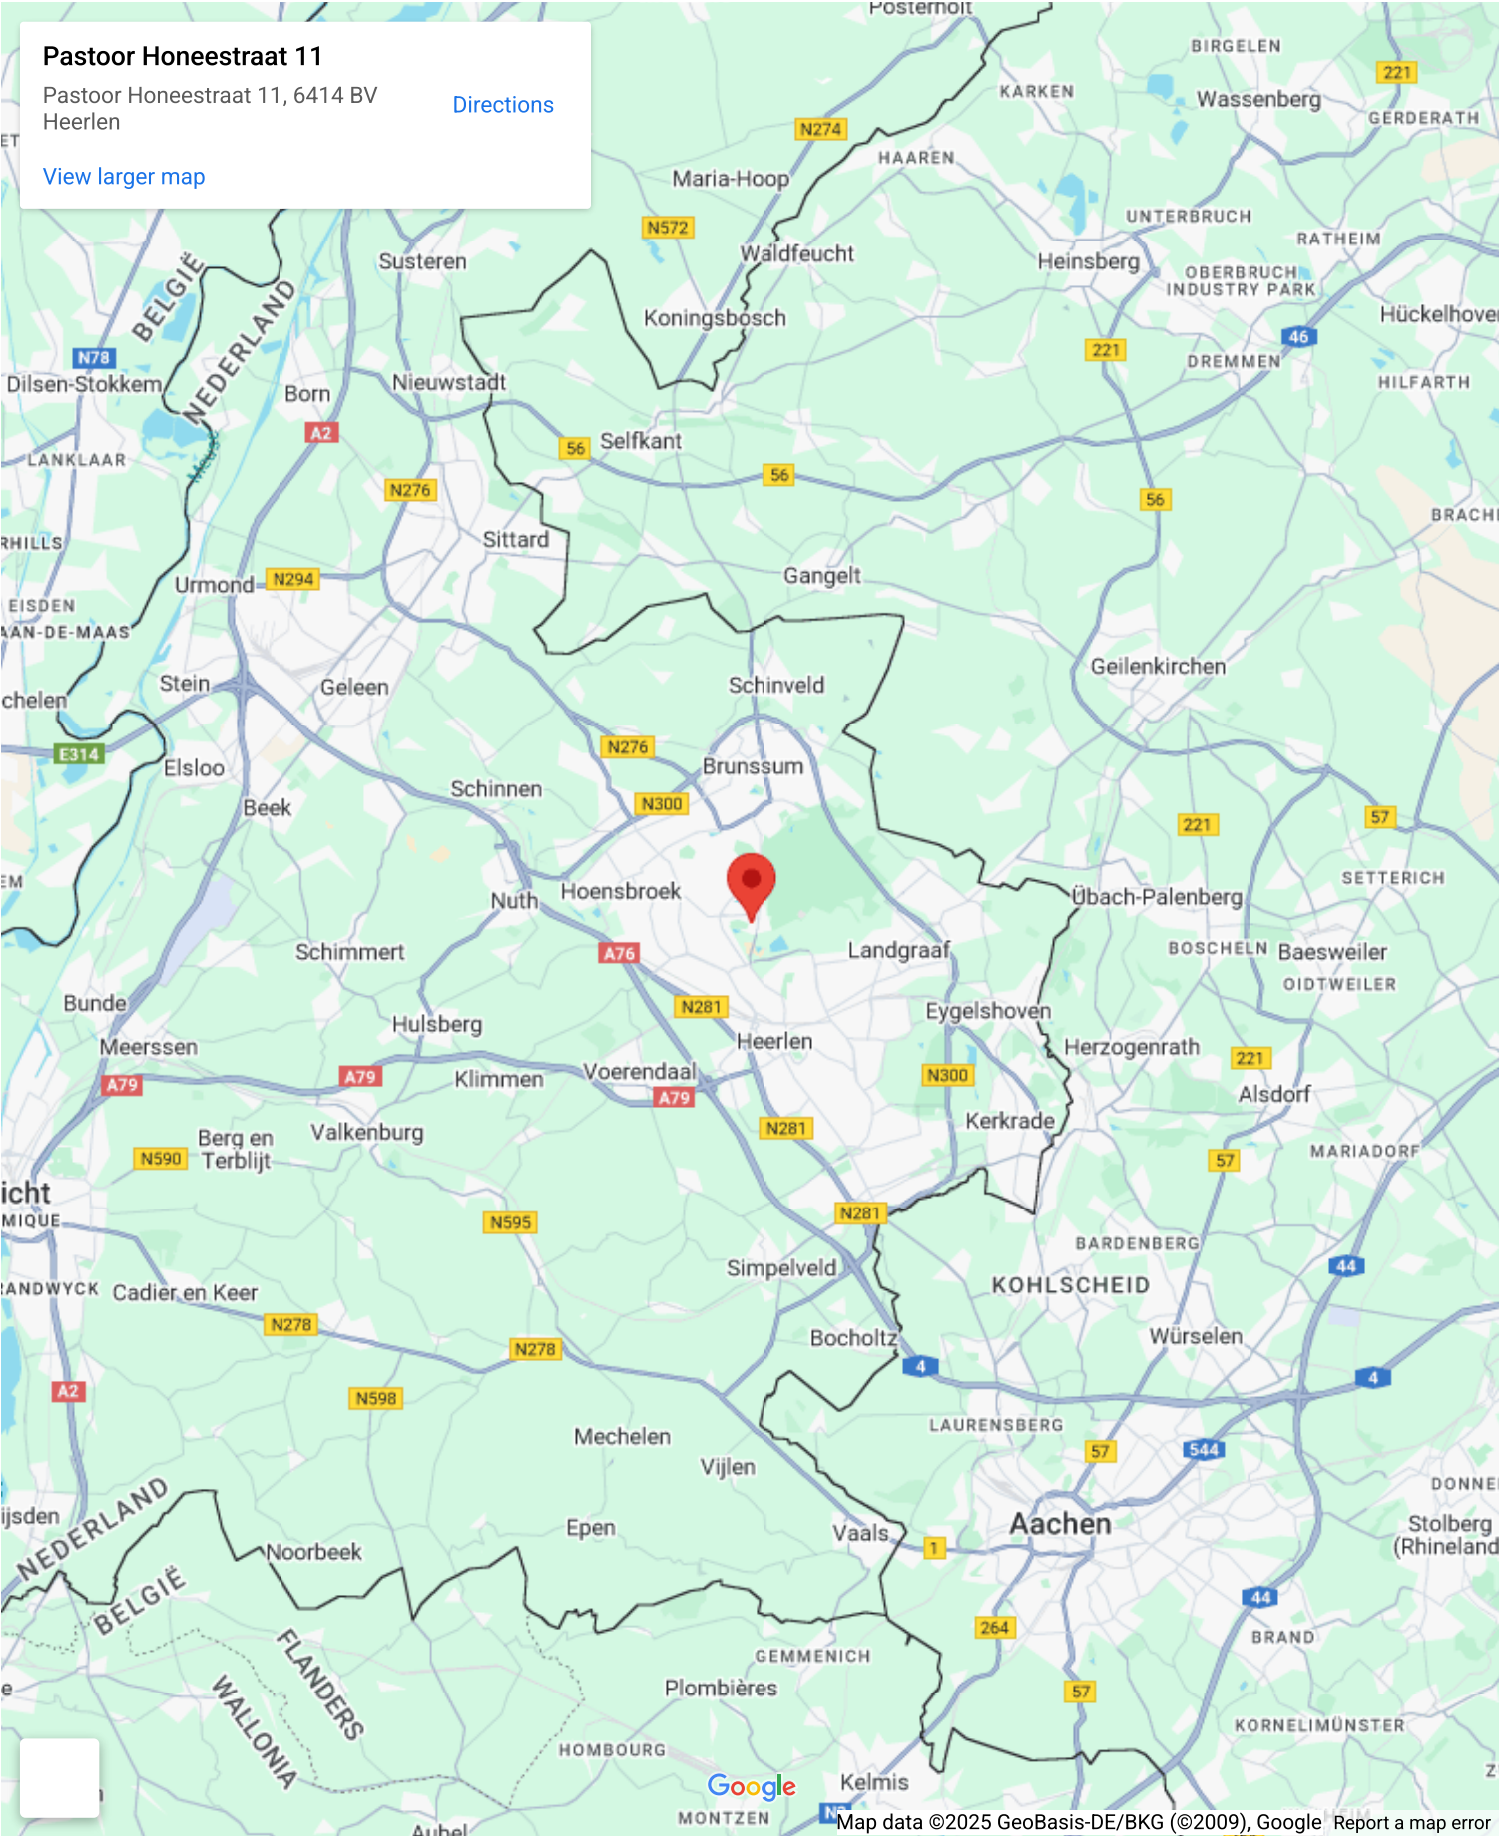 Pastoor Honeestraat 11
Pastoor Honeestraat 11, 6414 BV
Heerlen
Directions
View larger map
Posterholt
BIRGELEN
221
KARKEN
Wassenberg
GERDERATH
N274
HAAREN
Maria-Hoop
UNTERBRUCH
N572
RATHEIM
Waldfeucht
Susteren
Heinsberg
OBERBRUCH
INDUSTRY PARK
BELGIË
NEDERLAND
Koningsbosch
Hückelhove
46
221
N78
DREMMEN
Dilsen-Stokkem
Born
Nieuwstadt
HILFARTH
A2
Selfkant
56
LANKLAAR
Meuse
56
N276
56
BRACH
RHILLS
Sittard
Urmond
N294
Gangelt
EISDEN
AAN-DE-MAAS
Geilenkirchen
Stein
Geleen
Schinveld
chelen
E314
N276
Elsloo
Brunssum
Schinnen
N300
Beek
221
57
EM
Hoensbroek
SETTERICH
Nuth
Übach-Palenberg
Schimmert
A76
Landgraaf
BOSCHELN
Baesweiler
OIDTWEILER
Bunde
N281
Eygelshoven
Hulsberg
Heerlen
Meerssen
Herzogenrath
221
A79
A79
Klimmen
Voerendaal
A79
N300
Alsdorf
Kerkrade
N281
Berg en
Terblijt
Valkenburg
N590
57
MARIADORF
icht
MIQUE
N595
N281
BARDENBERG
Simpelveld
44
RANDWYCK
Cadier en Keer
KOHLSCHEID
N278
Bocholtz
Würselen
N278
4
4
A2
N598
LAURENSBERG
Mechelen
57
544
Vijlen
DONNE
NEDERLAND
ijsden
Epen
Vaals
Aachen
Stolberg
(Rhineland
Noorbeek
1
BELGIË
44
264
BRAND
FLANDERS
WALLONIA
GEMMENICH
Plombières
57
KORNELIMÜNSTER
HOMBOURG
Google
Kelmis
MONTZEN
Map data ©2025 GeoBasis-DE/BKG (©2009), Google
Report a map error